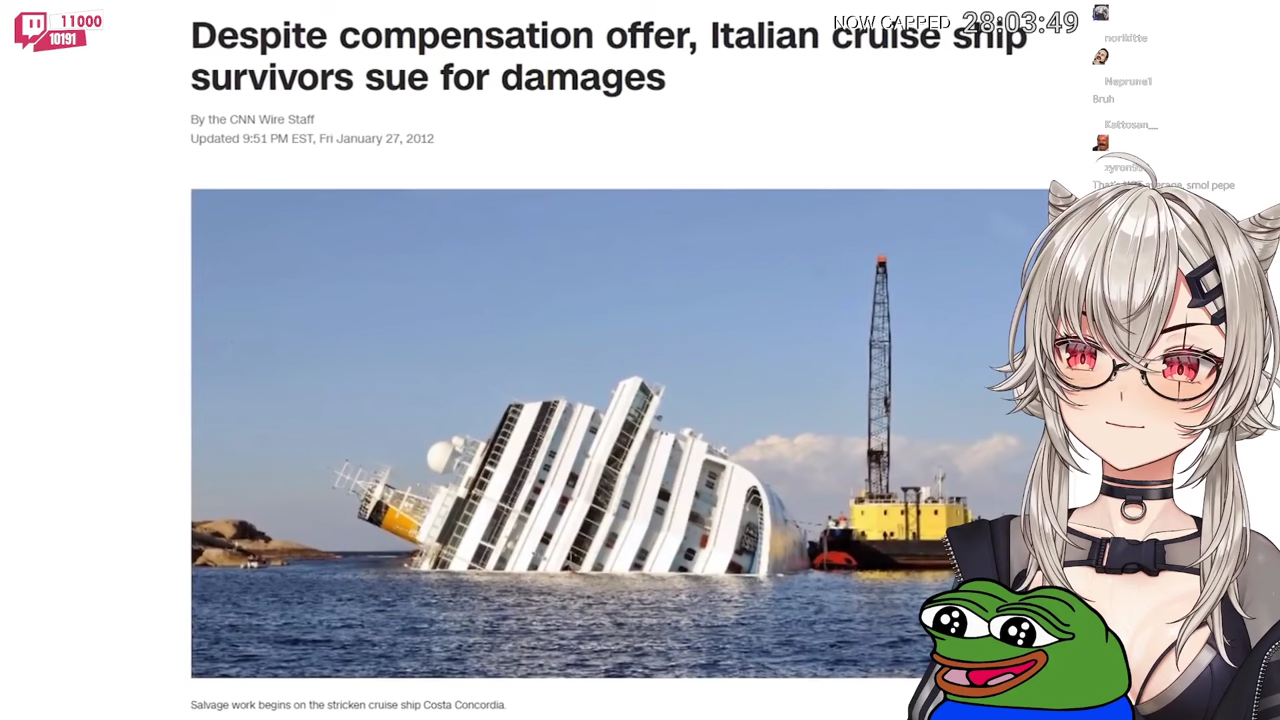 11000
10191
NOW CAPPED 28:03:49
Despite compensation offer, Italian cruise ship
survivors sue for damages
By the CNN Wire Staff
Updated 9:51 PM EST, Fri January 27, 2012
norikitte
Neprune1
Bruh
Kattosan__
smol pepe
Salvage work begins on the stricken cruise ship Costa Concordia.